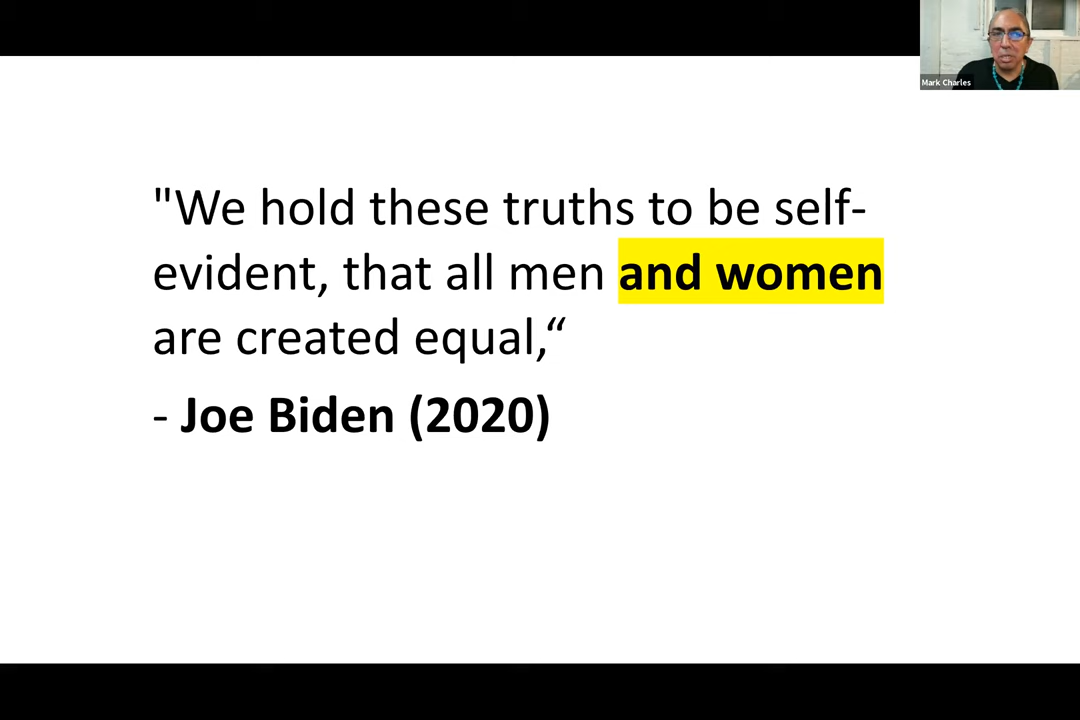 Mark Charles
"We hold these truths to be self-
evident, that all men and women
are created equal,“
- Joe Biden (2020)